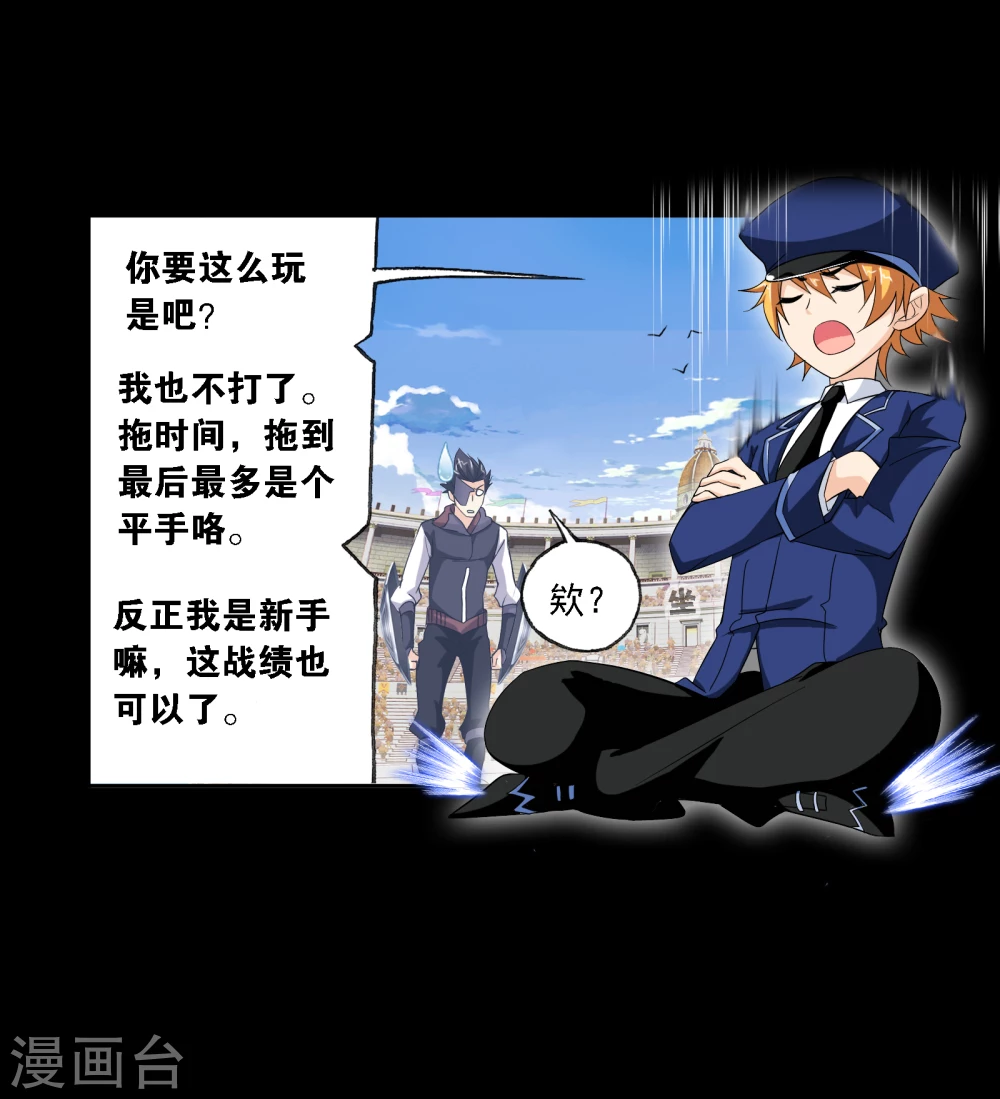 你要这么玩
是吧？
我也不打了。
拖时间，拖到
最后最多是个
平手咯。
反正我是新手
嘛，这战绩也
可以了。
欸？
坐
漫画台